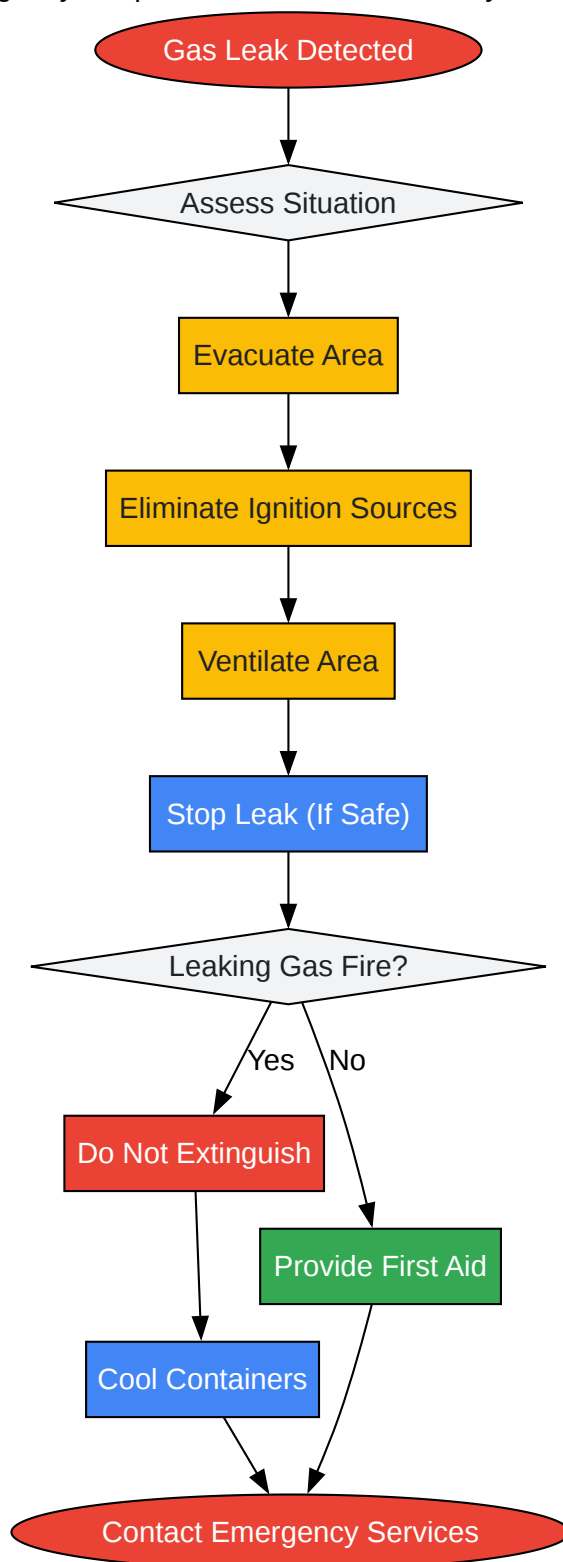 Gas Leak Detected
Assess Situation
Evacuate Area
Eliminate Ignition Sources
Ventilate Area
Stop Leak (If Safe)
Leaking Gas Fire?
Yes
No
Do Not Extinguish
Provide First Aid
Cool Containers
Contact Emergency Services